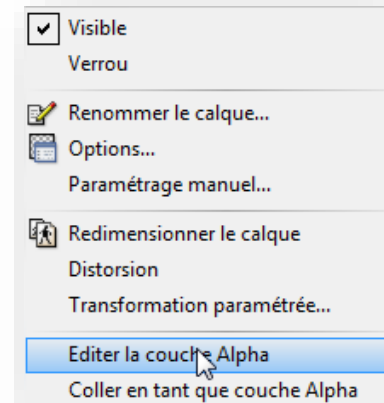 Visible
Verrou
Renommer le calque...
Options...
Paramétrage manuel...
Redimensionner le calque
Distorsion
Transformation paramétrée...
Editer la couche Alpha
Coller en tant que couche Alpha